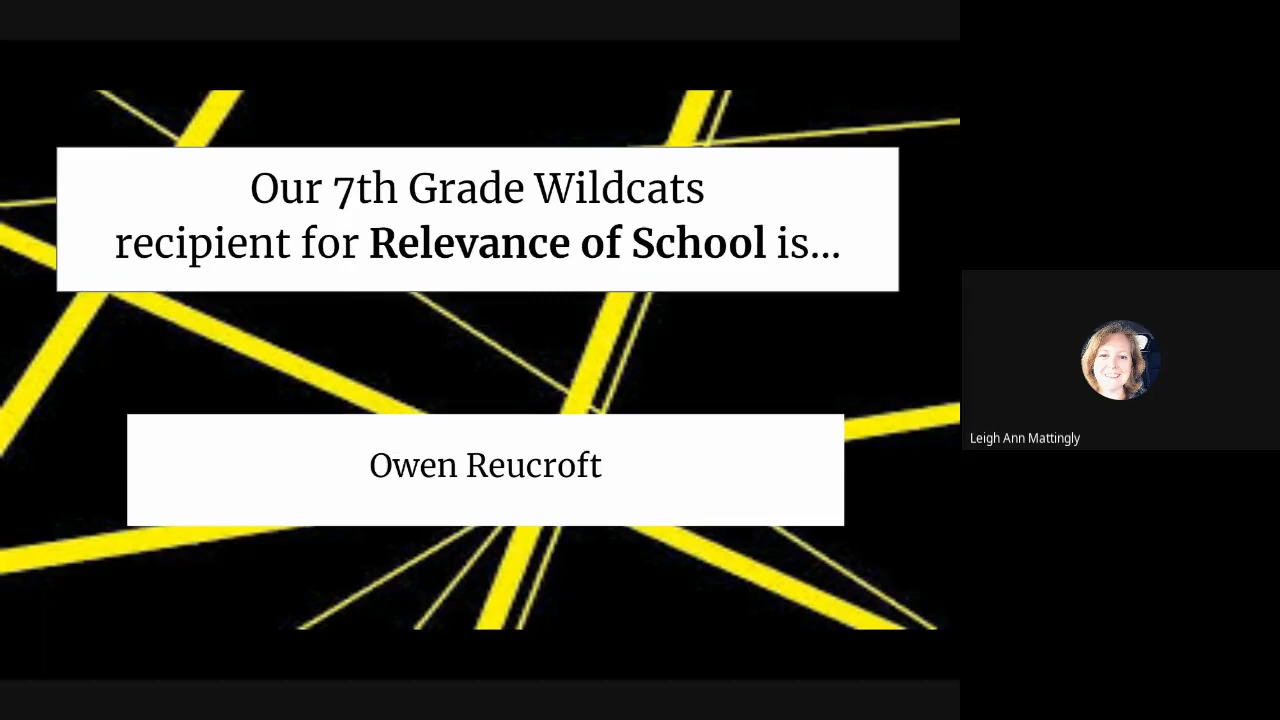 Our 7th Grade Wildcats
recipient for Relevance of School is...
Owen Reucroft
Leigh Ann Mattingly